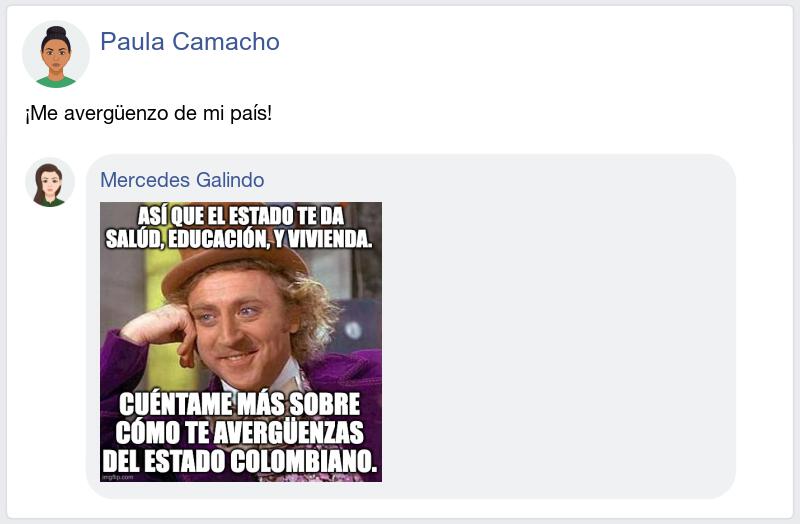 Paula Camacho
¡Me avergüenzo de mi país!
Mercedes Galindo
ASÍ QUE EL ESTADO TE DA
SALÚD, EDUCACIÓN, Y VIVIENDA.
CUÉNTAME MÁS SOBRE
CÓMO TE AVERGÜENZAS
DEL ESTADO COLOMBIANO.
imgflip.com